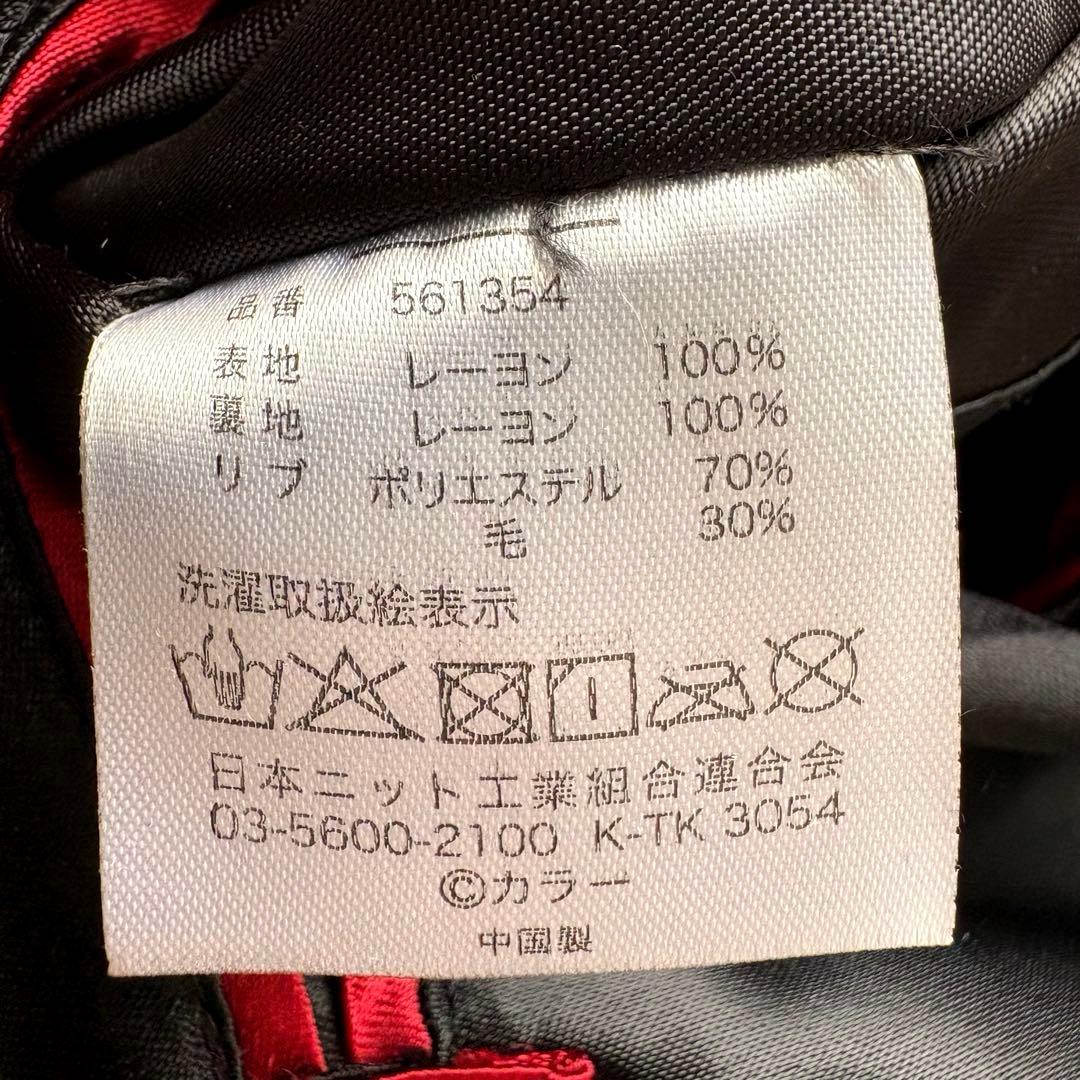 品番 561354
表地 レーヨン 100%
裏地 レーヨン 100%
リブ ポリエステル 70%
毛 30%
洗濯取扱絵表示
日本ニット工業組合連合会
03-5600-2100 K-TK 3054
©カラー
中国製